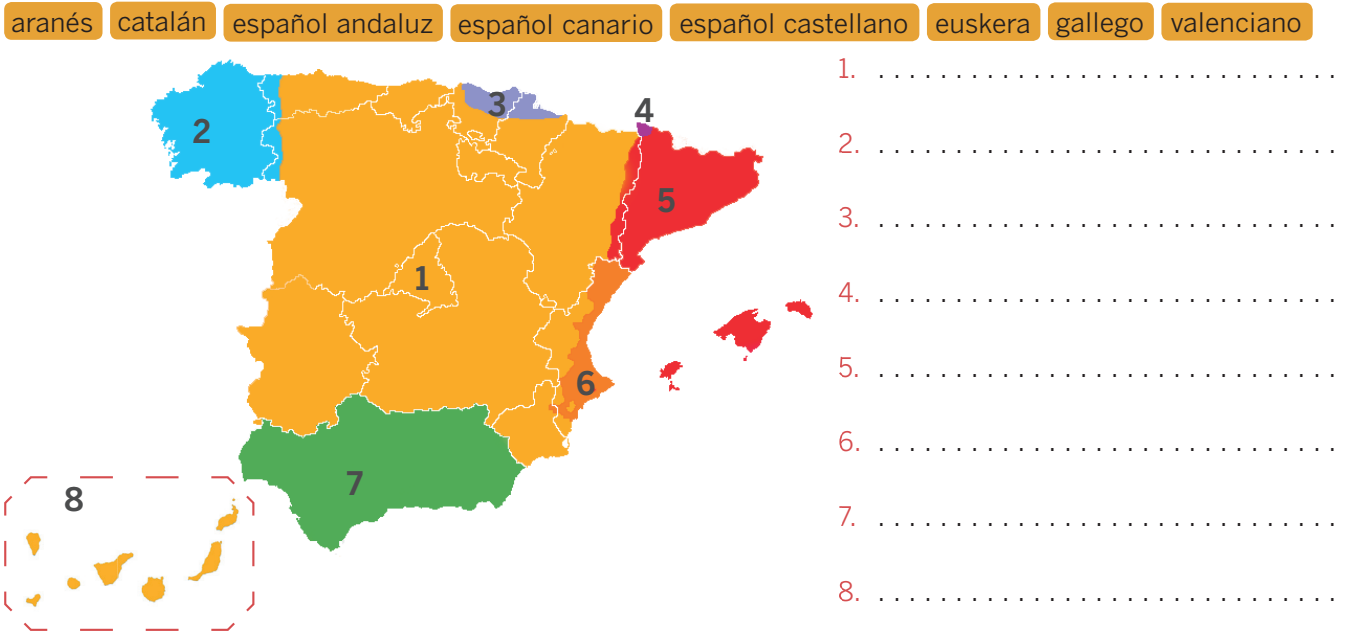 aranés catalán español andaluz español canario español castellano euskera gallego valenciano
1. . . . . . . . . . . . . . . . . . . . . . . . . . . . . . .
2. . . . . . . . . . . . . . . . . . . . . . . . . . . . . . .
3. . . . . . . . . . . . . . . . . . . . . . . . . . . . . . .
4. . . . . . . . . . . . . . . . . . . . . . . . . . . . . . .
5. . . . . . . . . . . . . . . . . . . . . . . . . . . . . . .
6. . . . . . . . . . . . . . . . . . . . . . . . . . . . . . .
7. . . . . . . . . . . . . . . . . . . . . . . . . . . . . . .
8. . . . . . . . . . . . . . . . . . . . . . . . . . . . . . .
3
4
2
5
1
6
7
8